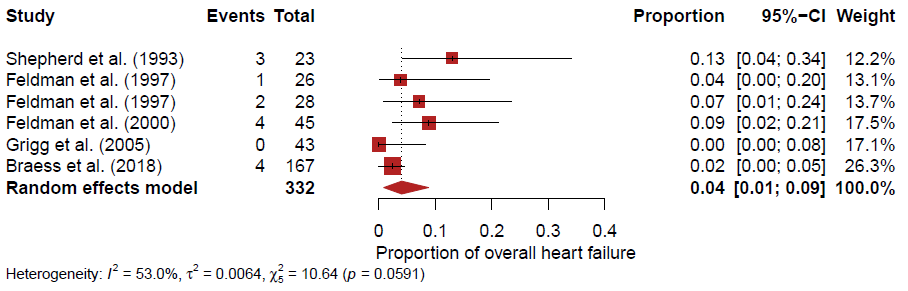 Study Events Total Proportion 95%−CI Weight
Shepherd et al. (1993) 3 23 0.13 [0.04; 0.34] 12.2%
Feldman et al. (1997) 1 26 0.04 [0.00; 0.20] 13.1%
Feldman et al. (1997) 2 28 0.07 [0.01; 0.24] 13.7%
Feldman et al. (2000) 4 45 0.09 [0.02; 0.21] 17.5%
Grigg et al. (2005) 0 43 0.00 [0.00; 0.08] 17.1%
Braess et al. (2018) 4 167 0.02 [0.00; 0.05] 26.3%
Random effects model 332 0.04 [0.01; 0.09] 100.0%
0 0.1 0.2 0.3 0.4
Proportion of overall heart failure
Heterogeneity: I² = 53.0%, τ² = 0.0064, χ²₅ = 10.64 (p = 0.0591)